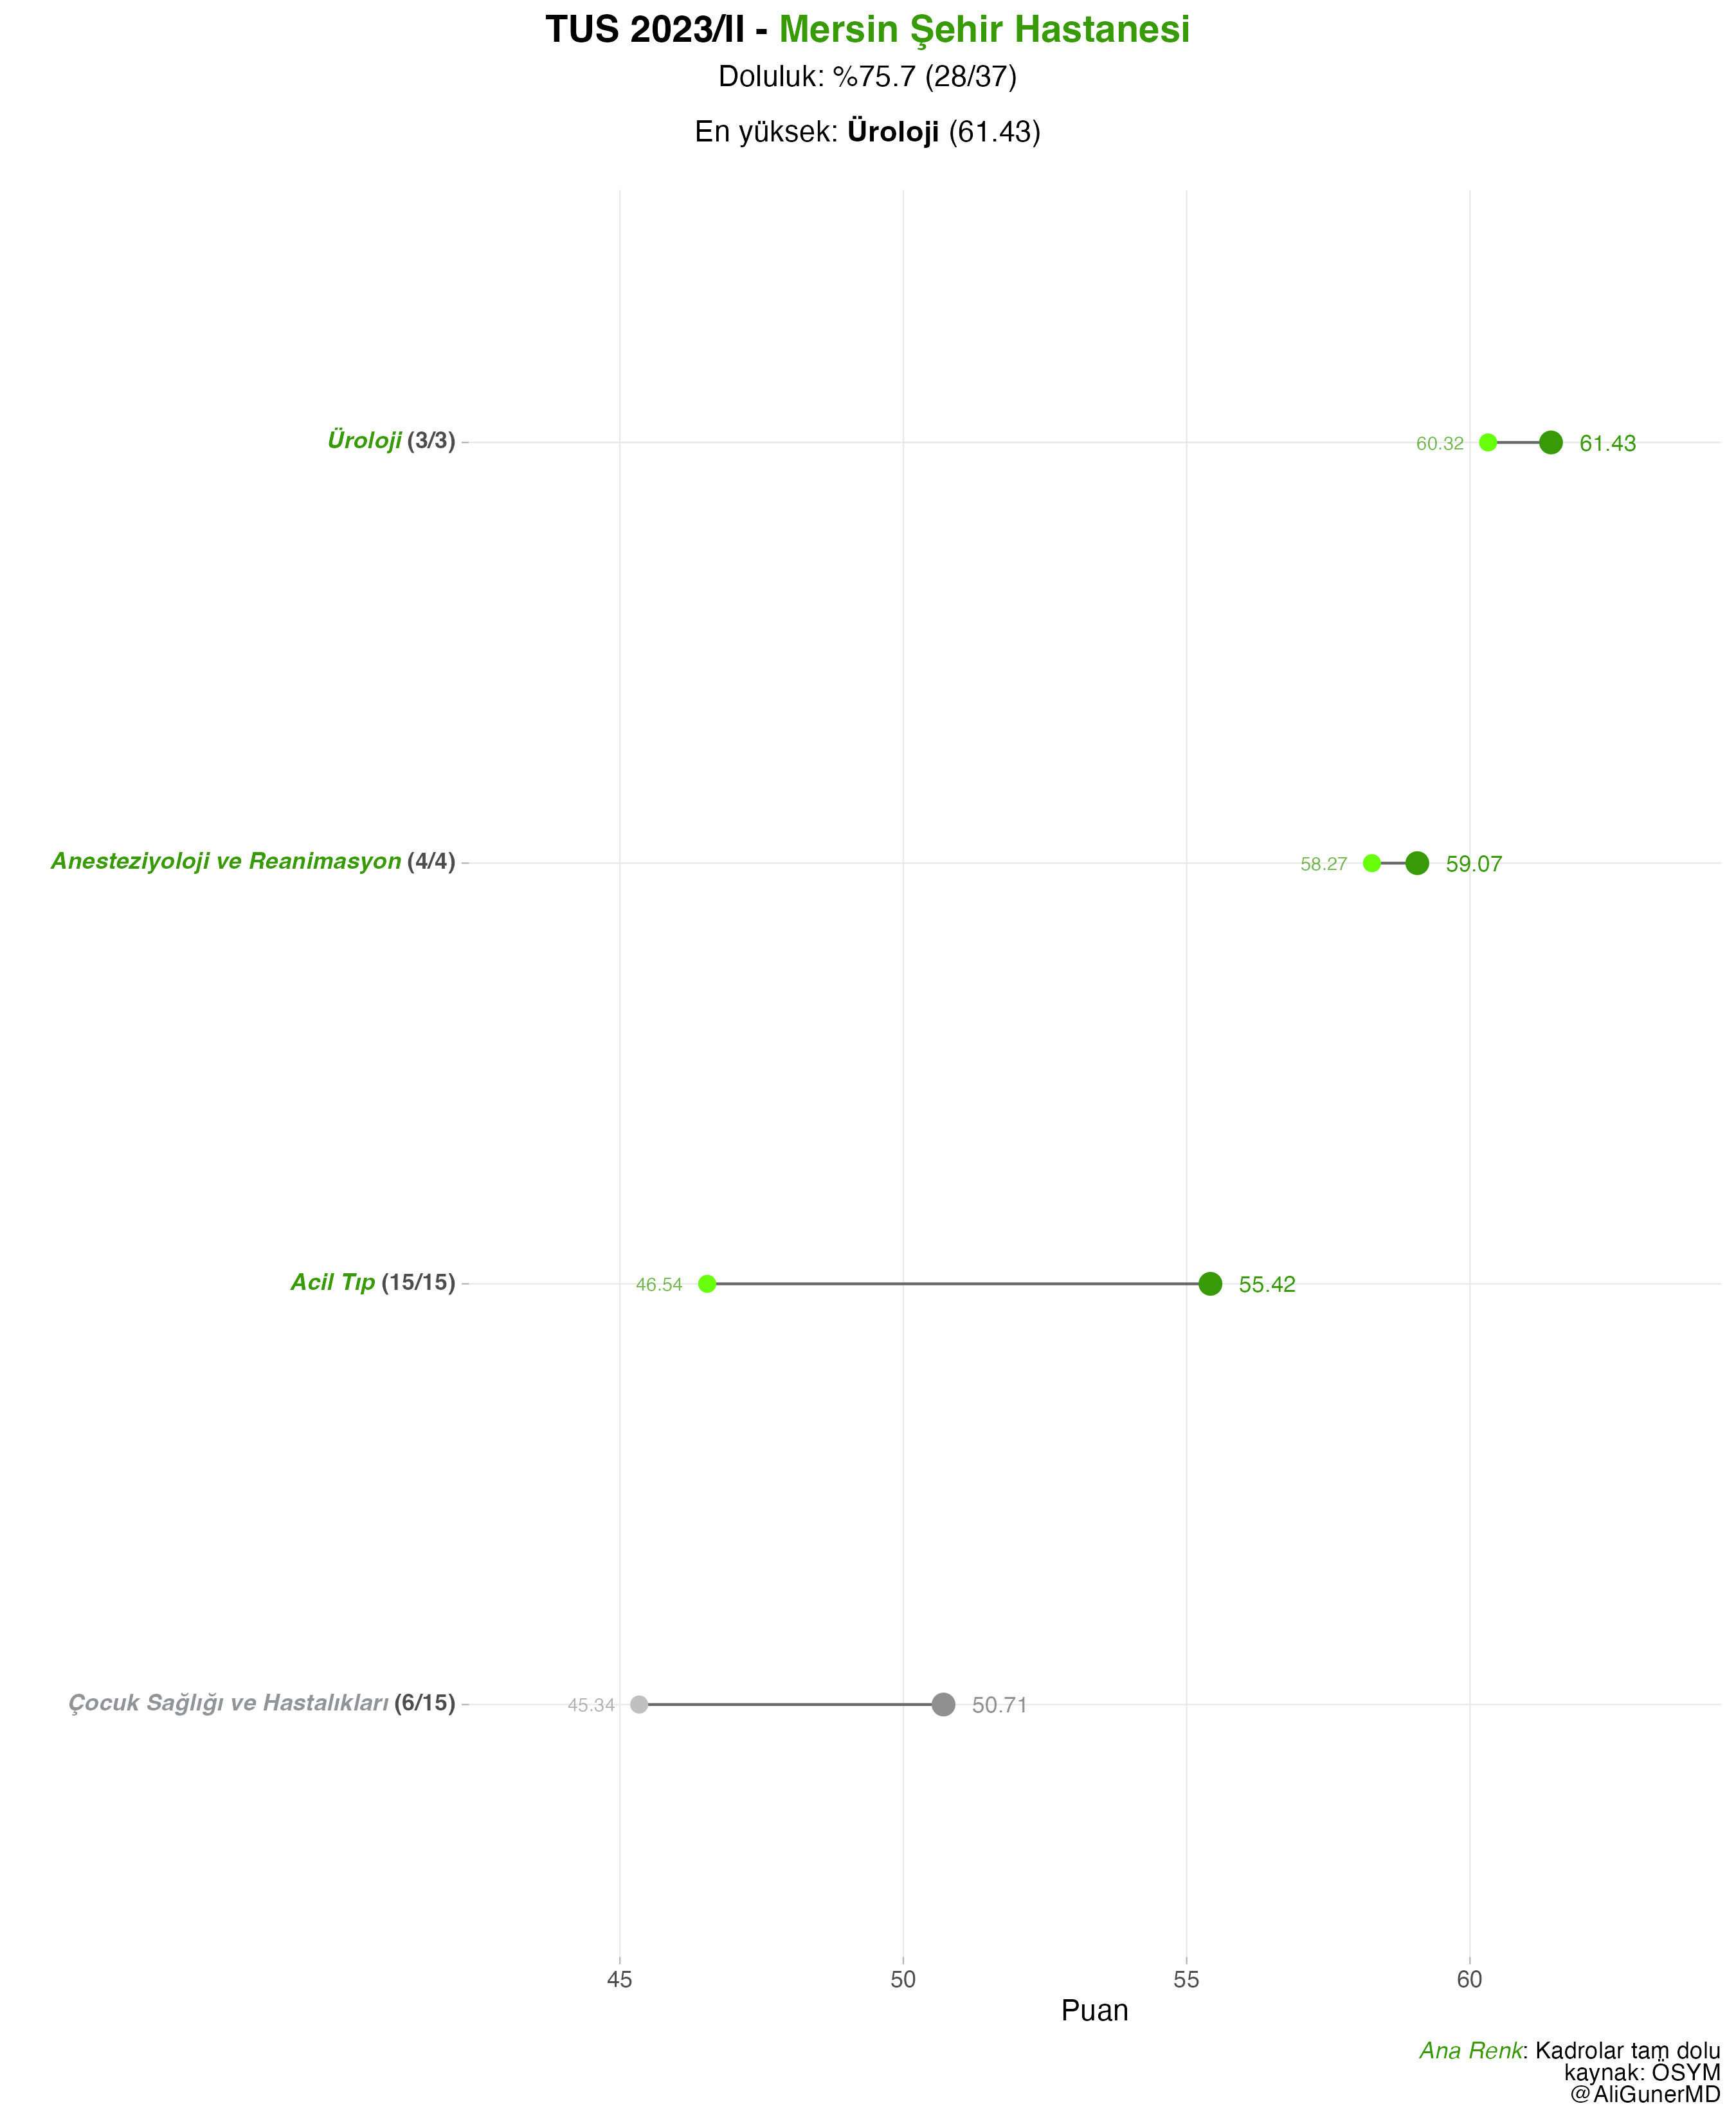 TUS 2023/II - Mersin Şehir Hastanesi
Doluluk: %75.7 (28/37)
En yüksek: Üroloji (61.43)
Üroloji (3/3) 60.32 61.43
Anesteziyoloji ve Reanimasyon (4/4) 58.27 59.07
Acil Tıp (15/15) 46.54 55.42
Çocuk Sağlığı ve Hastalıkları (6/15) 45.34 50.71
45 50 55 60
Puan
Ana Renk: Kadrolar tam dolu
kaynak: ÖSYM
@AliGunerMD